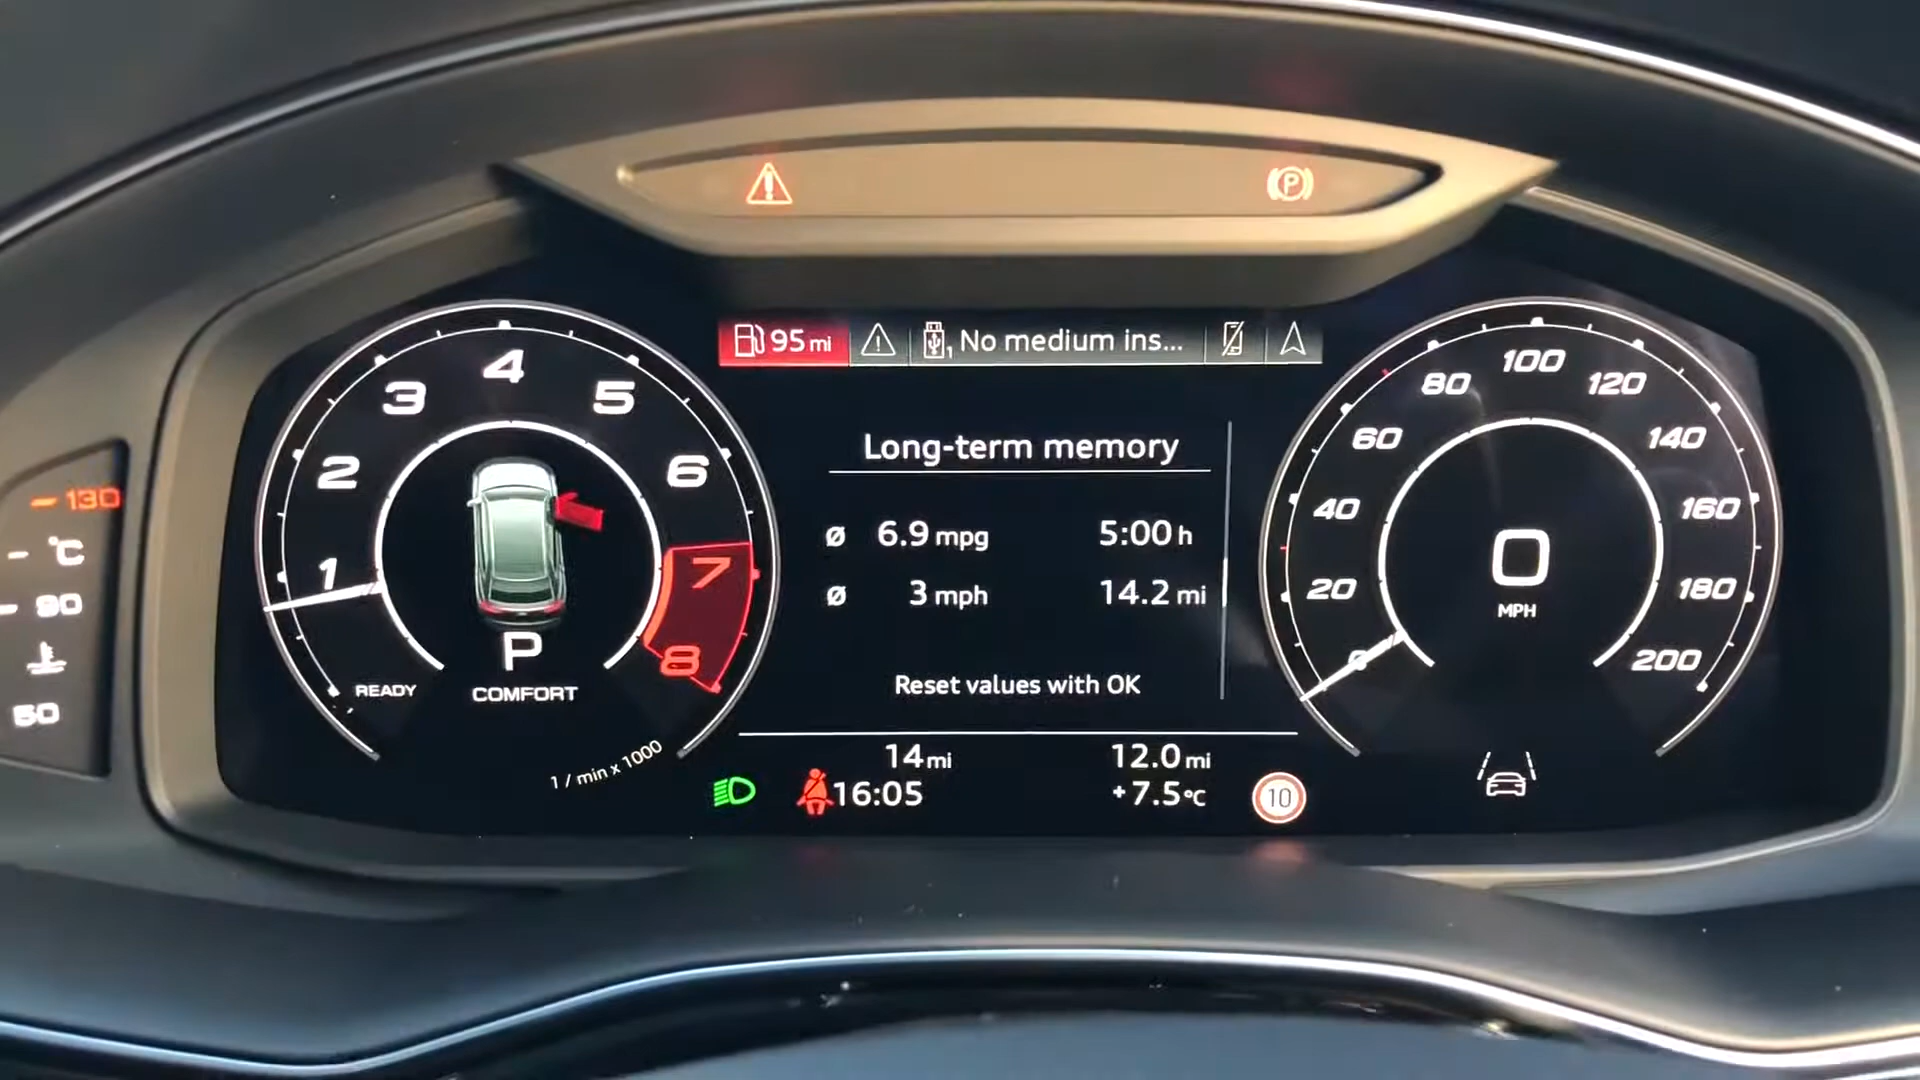 95 mi
1 No medium ins...
1
2
3
4
5
6
7
8
READY
P
COMFORT
1 / min x 1000
- 130
- °C
- 90
50
Long-term memory
ø 6.9 mpg 5:00 h
ø 3 mph 14.2 mi
Reset values with OK
14 mi 12.0 mi
16:05 +7.5 °C
10
0
20
40
60
80
100
120
140
160
180
200
0
MPH
P